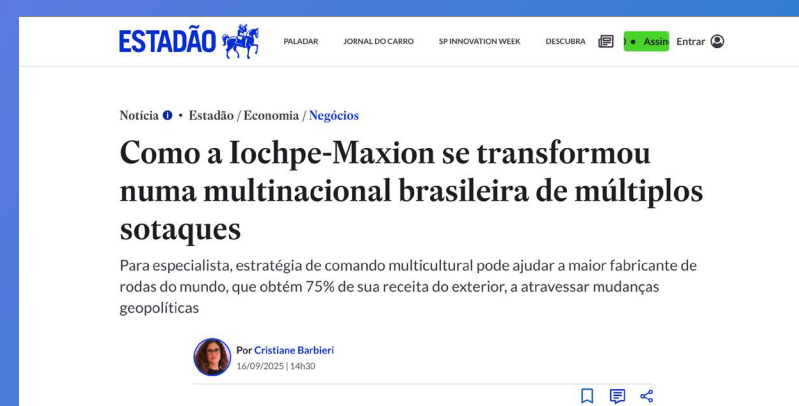 ESTADÃO
PALADAR
JORNAL DO CARRO
SP INNOVATION WEEK
DESCUBRA
• Assin
Entrar
Notícia • Estadão / Economia / Negócios
Como a Iochpe-Maxion se transformou
numa multinacional brasileira de múltiplos
sotaques
Para especialista, estratégia de comando multicultural pode ajudar a maior fabricante de
rodas do mundo, que obtém 75% de sua receita do exterior, a atravessar mudanças
geopolíticas
Por Cristiane Barbieri
16/09/2025 | 14h30